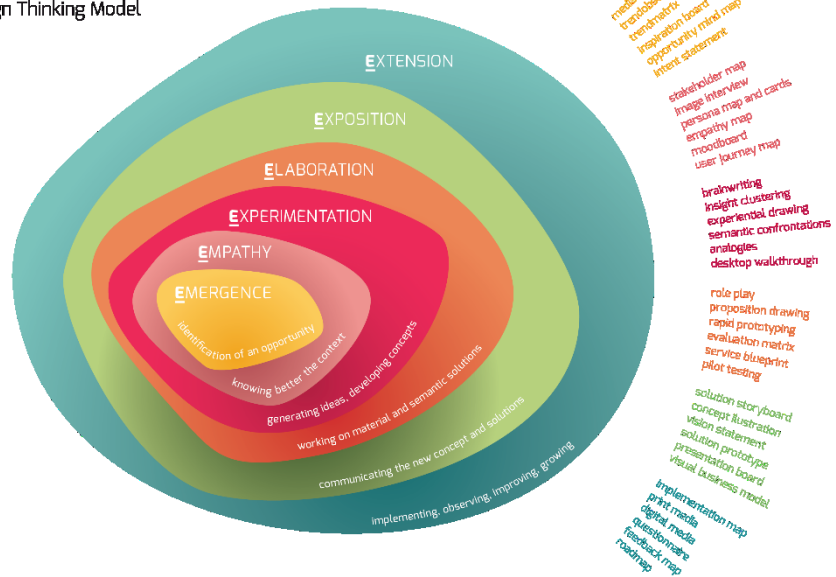 Thinking Model
EXTENSION
EXPOSITION
ELABORATION
EXPERIMENTATION
EMPATHY
EMERGENCE
identification of an opportunity
knowing better the context
generating ideas, developing concepts
working on material and semantic solutions
communicating the new concept and solutions
implementing, observing, improving, growing
trendmatrix
inspiration board
opportunity mind map
intent statement
stakeholder map
image interview
persona map and cards
empathy map
moodboard
user journey map
brainwriting
insight clustering
experiential drawing
semantic confrontations
analogies
desktop walkthrough
role play
proposition drawing
rapid prototyping
evaluation matrix
service blueprint
pilot testing
solution storyboard
concept illustration
vision statement
solution prototype
presentation board
visual business model
implementation map
print media
digital media
questionnaire
feedback map
roadmap